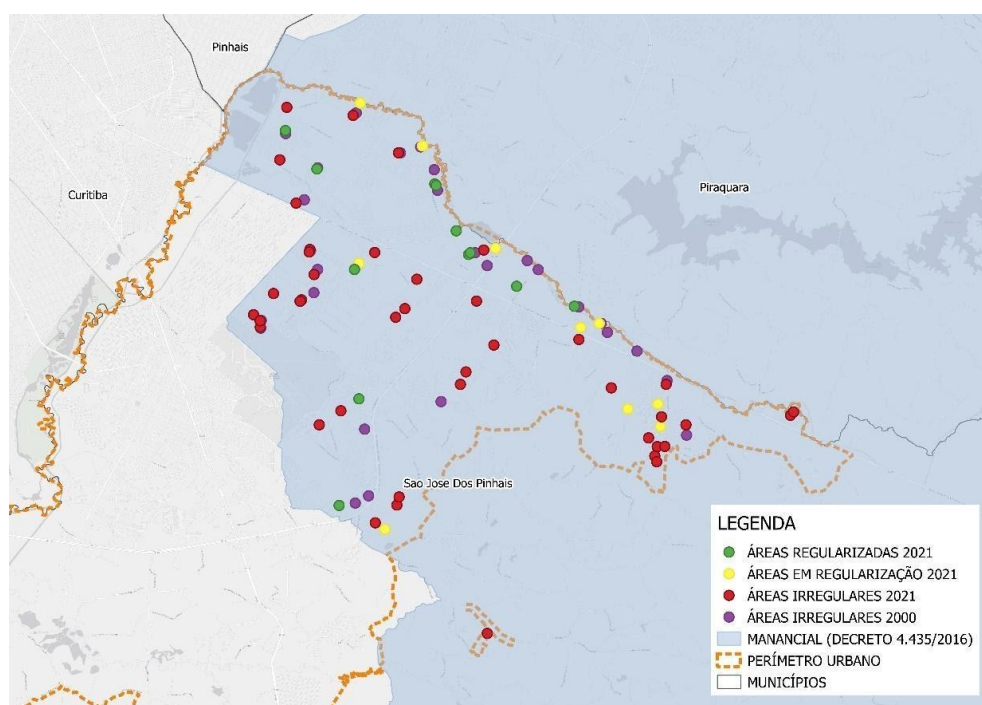 Pinhais
Curitiba
Piraquara
Sao Jose Dos Pinhais
LEGENDA
ÁREAS REGULARIZADAS 2021
ÁREAS EM REGULARIZAÇÃO 2021
ÁREAS IRREGULARES 2021
ÁREAS IRREGULARES 2000
MANANCIAL (DECRETO 4.435/2016)
PERÍMETRO URBANO
MUNICÍPIOS